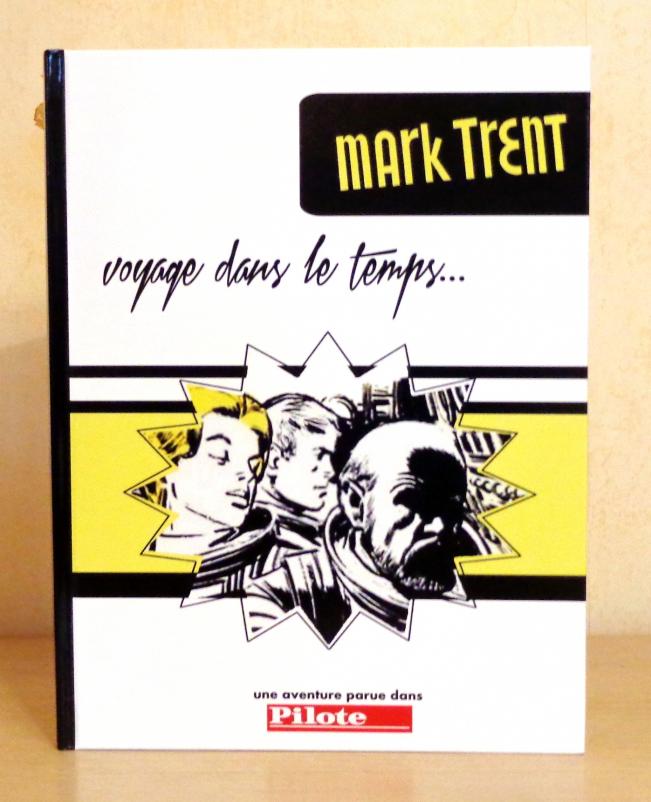 mark Trent
voyage dans le temps...
une aventure parue dans
Pilote